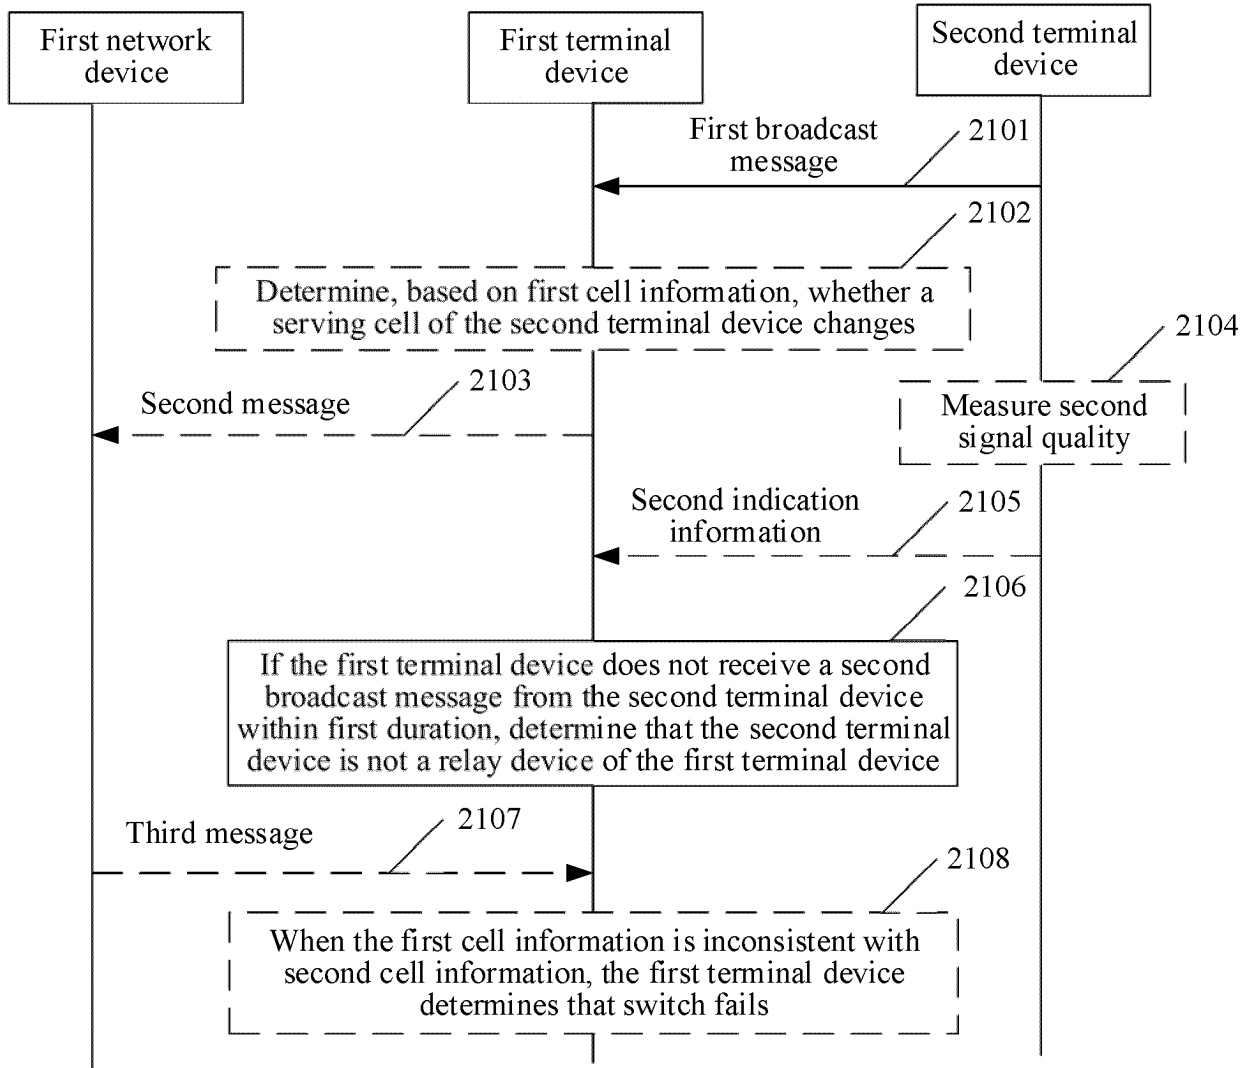 First network
device
First terminal
device
Second terminal
device
First broadcast
message
2101
2102
Determine, based on first cell information, whether a
serving cell of the second terminal device changes
2103
Second message
2104
Measure second
signal quality
Second indication
information
2105
2106
If the first terminal device does not receive a second
broadcast message from the second terminal device
within first duration, determine that the second terminal
device is not a relay device of the first terminal device
Third message
2107
2108
When the first cell information is inconsistent with
second cell information, the first terminal device
determines that switch fails